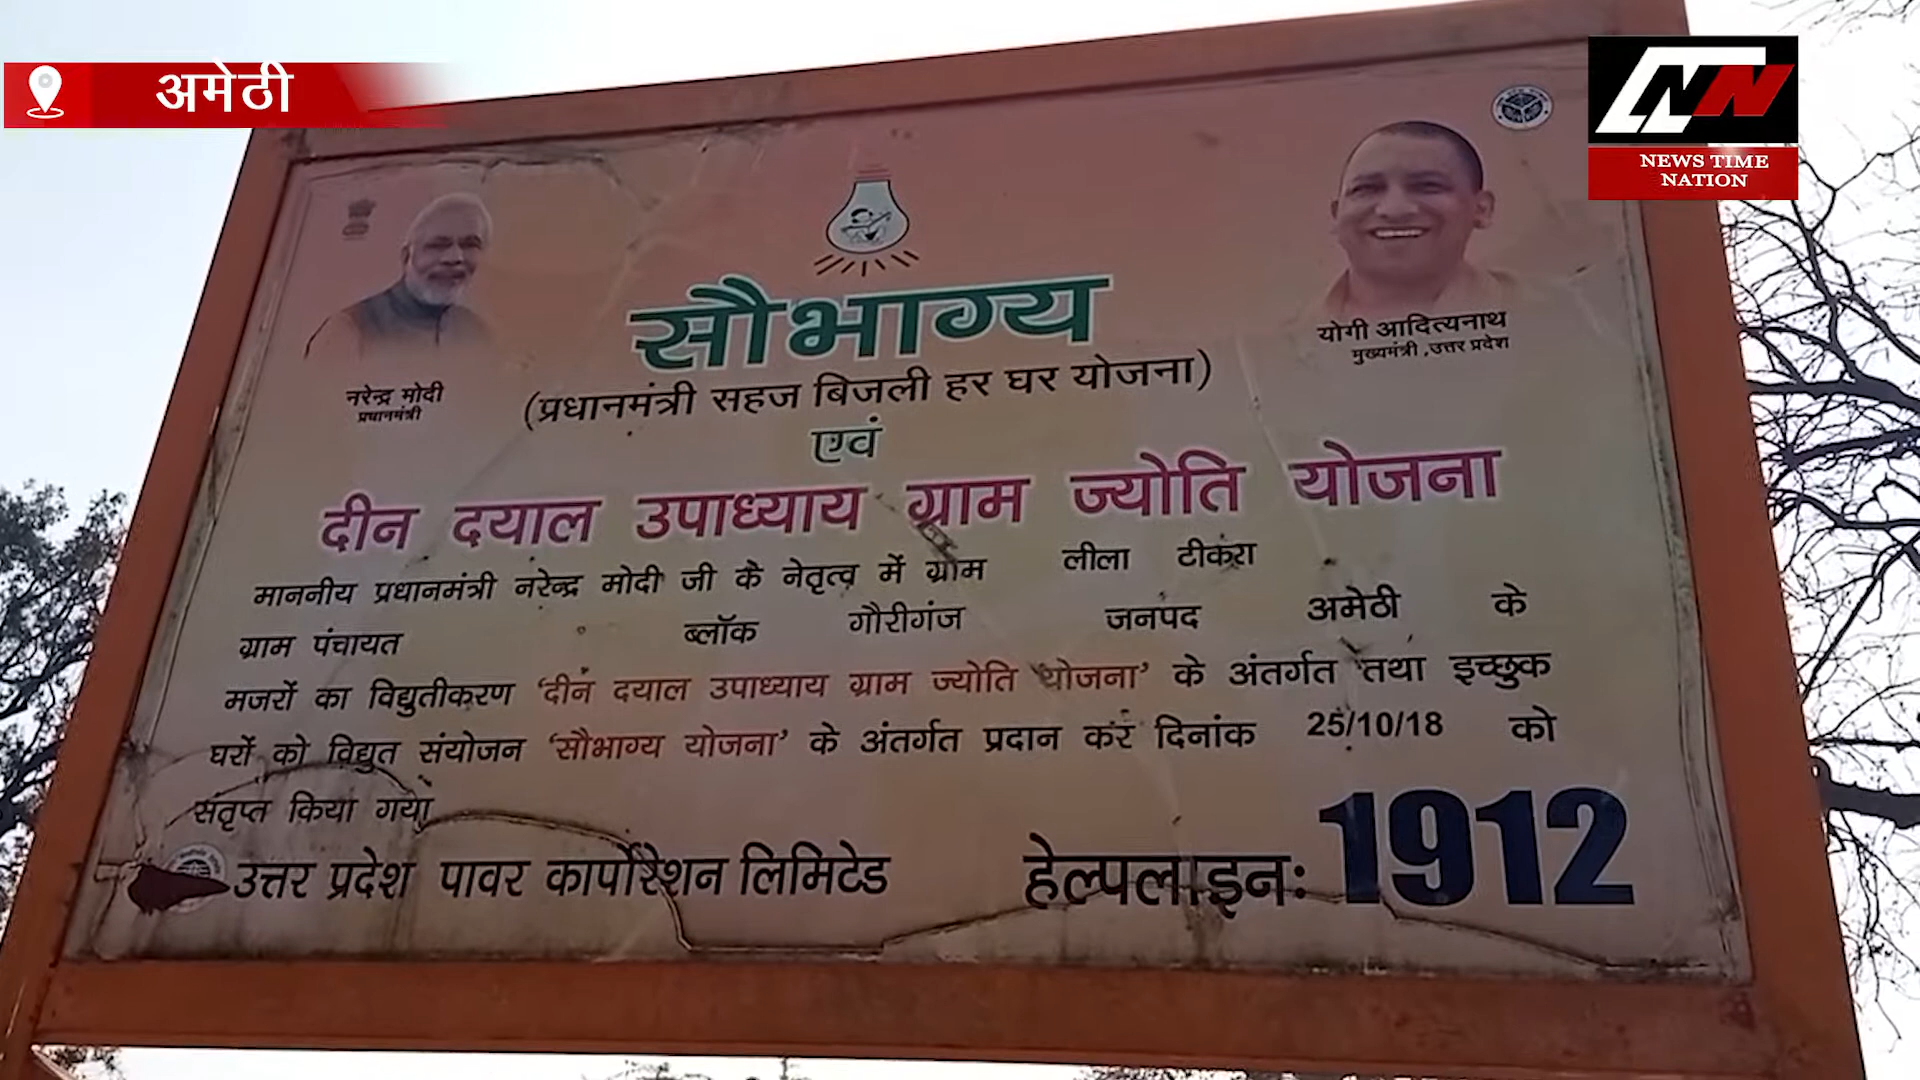 अमेठी
NN
NEWS TIME
NATION
सौभाग्य
(प्रधानमंत्री सहज बिजली हर घर योजना)
नरेन्द्र मोदी
प्रधानमंत्री
योगी आदित्यनाथ
मुख्यमंत्री ,उत्तर प्रदेश
एवं
दीन दयाल उपाध्याय ग्राम ज्योति योजना
माननीय प्रधानमंत्री नरेन्द्र मोदी जी के नेतृत्व में ग्राम लीला टीकरा
ग्राम पंचायत ब्लॉक गौरीगंज जनपद अमेठी के
मजरों का विद्युतीकरण ‘दीन दयाल उपाध्याय ग्राम ज्योति योजना’ के अंतर्गत तथा इच्छुक
घरों को विद्युत संयोजन ‘सौभाग्य योजना’ के अंतर्गत प्रदान कर दिनांक 25/10/18 को
संतृप्त किया गया
उत्तर प्रदेश पावर कार्पोरेशन लिमिटेड हेल्पलाइनः 1912